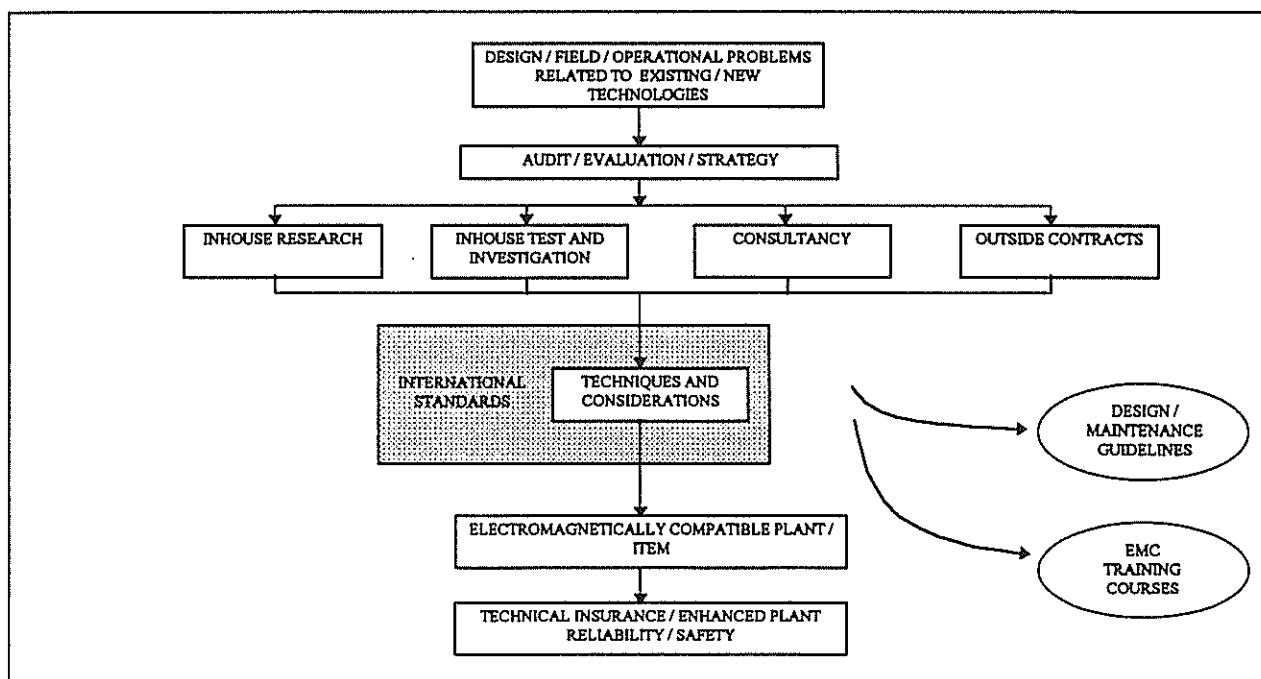 DESIGN / FIELD / OPERATIONAL PROBLEMS
RELATED TO EXISTING / NEW
TECHNOLOGIES
AUDIT / EVALUATION / STRATEGY
INHOUSE RESEARCH
INHOUSE TEST AND
INVESTIGATION
CONSULTANCY
OUTSIDE CONTRACTS
INTERNATIONAL
STANDARDS
TECHNIQUES AND
CONSIDERATIONS
DESIGN /
MAINTENANCE
GUIDELINES
ELECTROMAGNETICALLY COMPATIBLE PLANT /
ITEM
EMC
TRAINING
COURSES
TECHNICAL INSURANCE / ENHANCED PLANT
RELIABILITY / SAFETY